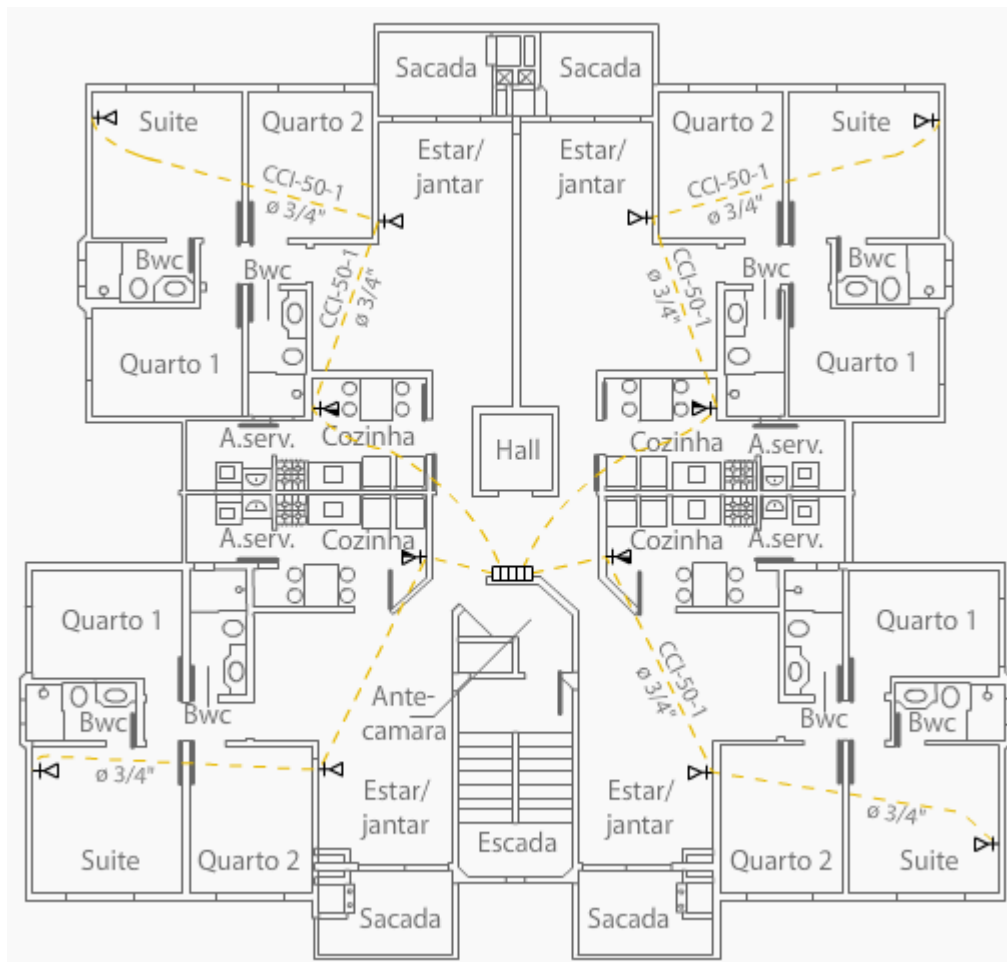 Sacada
Sacada
Suite
Quarto 2
Estar/
jantar
Estar/
jantar
Quarto 2
Suite
CCI-50-1
ø 3/4"
CCI-50-1
ø 3/4"
Bwc
Bwc
CCI-50-1
ø 3/4"
CCI-50-1
ø 3/4"
Bwc
Bwc
Quarto 1
Quarto 1
A.serv.
Cozinha
Hall
Cozinha
A.serv.
A.serv.
Cozinha
Cozinha
A.serv.
Quarto 1
Quarto 1
Bwc
Bwc
Ante-
camara
CCI-50-1
ø 3/4"
Bwc
Bwc
ø 3/4"
Estar/
jantar
Estar/
jantar
ø 3/4"
Suite
Quarto 2
Escada
Quarto 2
Suite
Sacada
Sacada